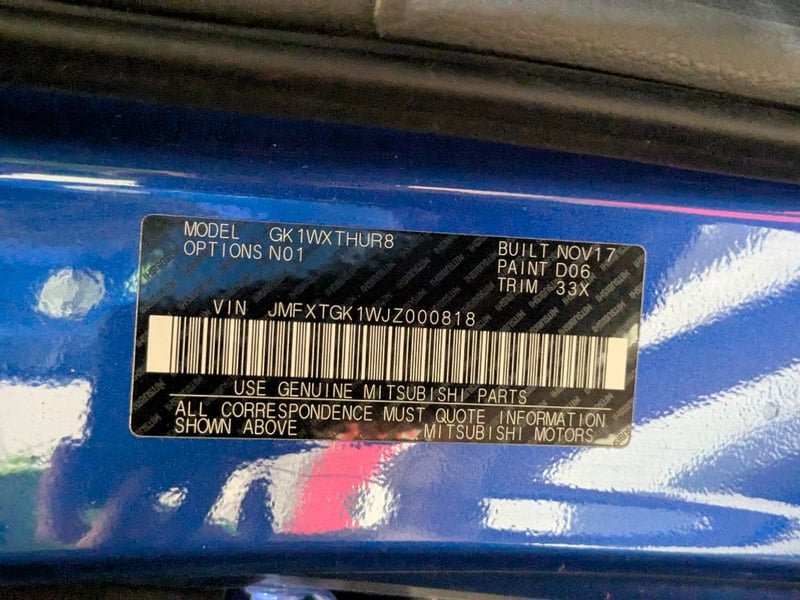 MODEL GK1WXTHUR8 BUILT NOV17
OPTIONS N01 PAINT D06
TRIM 33X
VIN JMFXTGK1WJZ000818
USE GENUINE MITSUBISHI PARTS
ALL CORRESPONDENCE MUST QUOTE INFORMATION
SHOWN ABOVE MITSUBISHI MOTORS